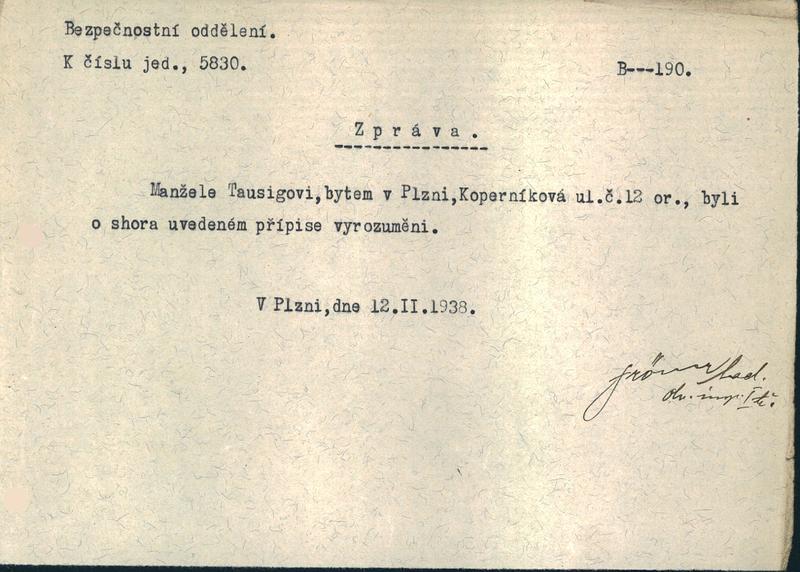 Bezpečnostní oddělení.
K číslu jed., 5830.
B---190.
Zpráva.
Manžele Tausigovi,bytem v Plzni,Koperníková ul.č.12 or., byli
o shora uvedeném přípise vyrozuměni.
V Plzni,dne 12.II.1938.